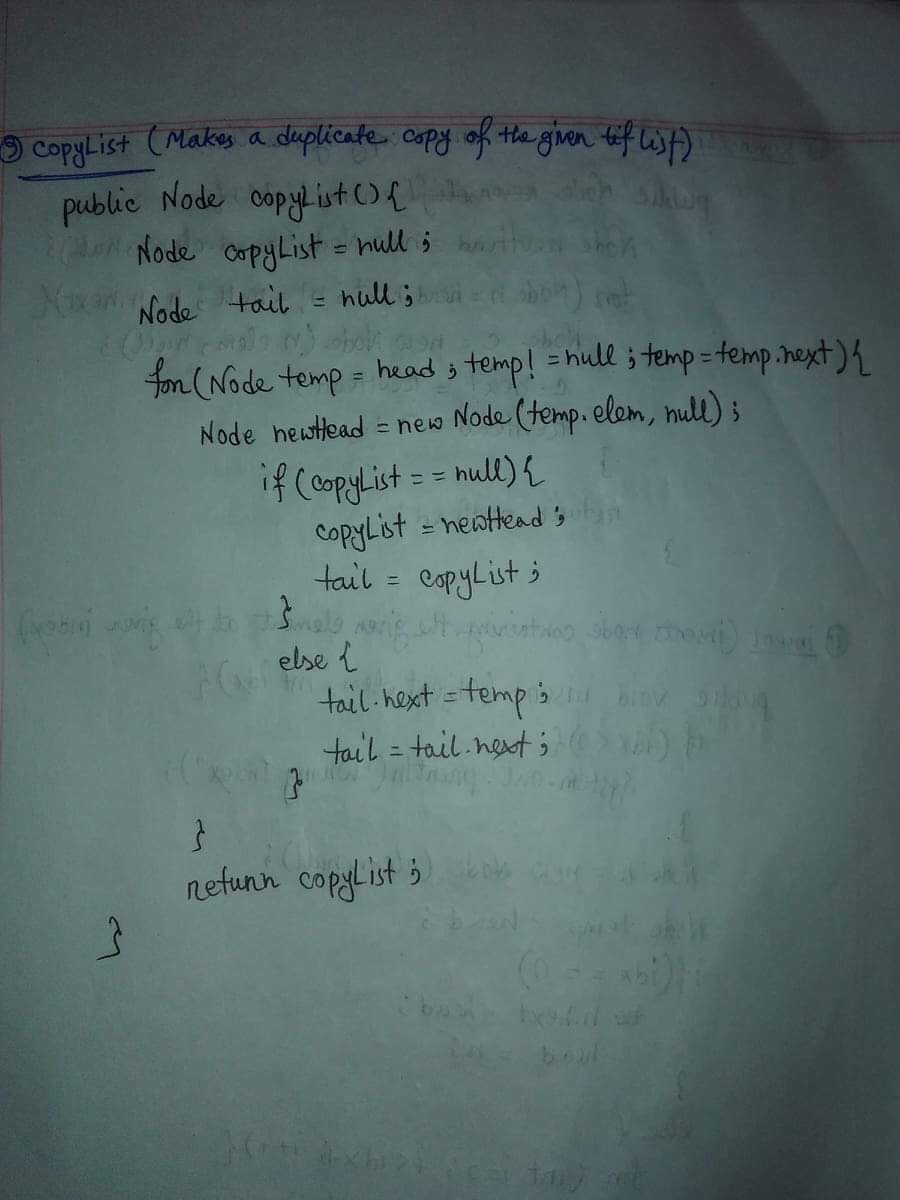 9) copyList (Makes a duplicate copy of the given list)
public Node copyList(){
Node copyList = null;
Node tail = null;
for(Node temp = head; temp! = null; temp=temp.next){
Node newHead = new Node(temp.elem, null);
if(copyList = = null){
copyList = newHead;
tail = copyList;
}
else {
tail.next = temp;
tail = tail.next;
}
}
return copyList;
}